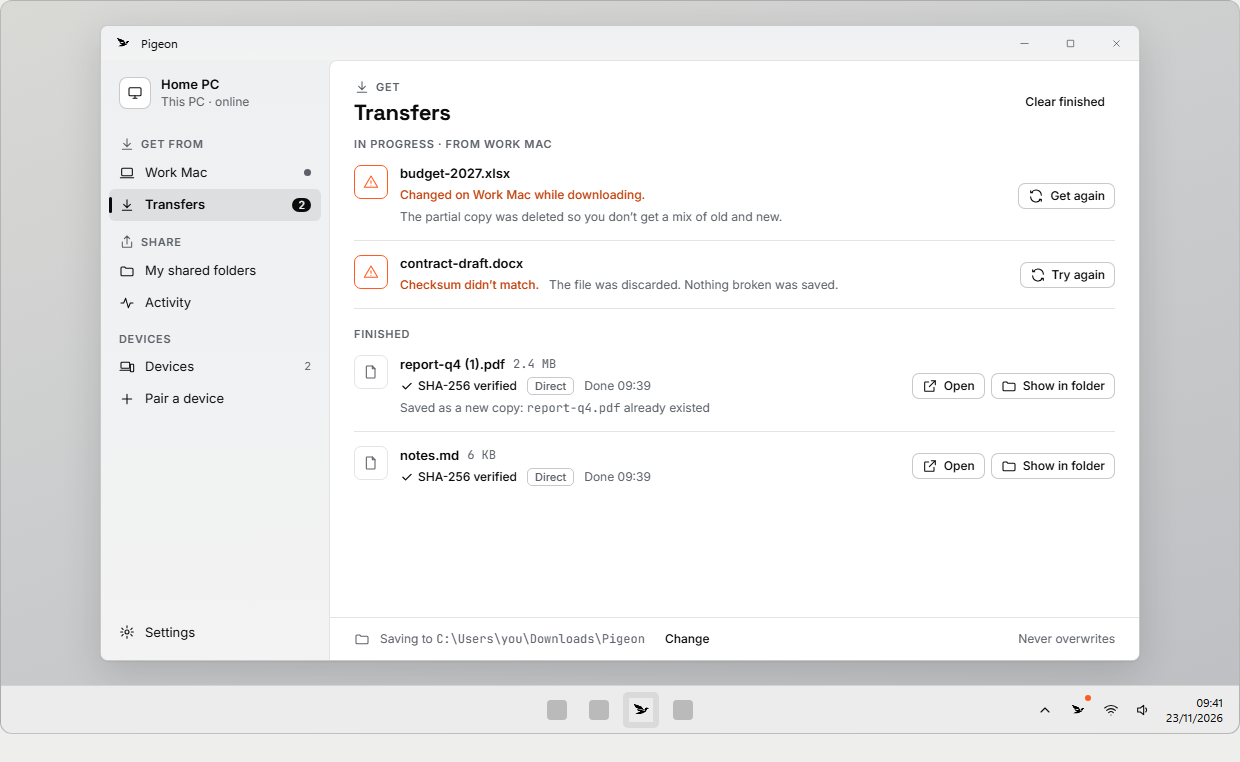 Pigeon
Home PC
This PC · online
GET FROM
Work Mac
Transfers 2
SHARE
My shared folders
Activity
DEVICES
Devices 2
Pair a device
Settings
GET
Transfers
Clear finished
IN PROGRESS · FROM WORK MAC
budget-2027.xlsx
Changed on Work Mac while downloading.
The partial copy was deleted so you don’t get a mix of old and new.
Get again
contract-draft.docx
Checksum didn’t match. The file was discarded. Nothing broken was saved.
Try again
FINISHED
report-q4 (1).pdf 2.4 MB
SHA-256 verified Direct Done 09:39
Saved as a new copy: report-q4.pdf already existed
Open Show in folder
notes.md 6 KB
SHA-256 verified Direct Done 09:39
Open Show in folder
Saving to C:\Users\you\Downloads\Pigeon Change Never overwrites
09:41
23/11/2026